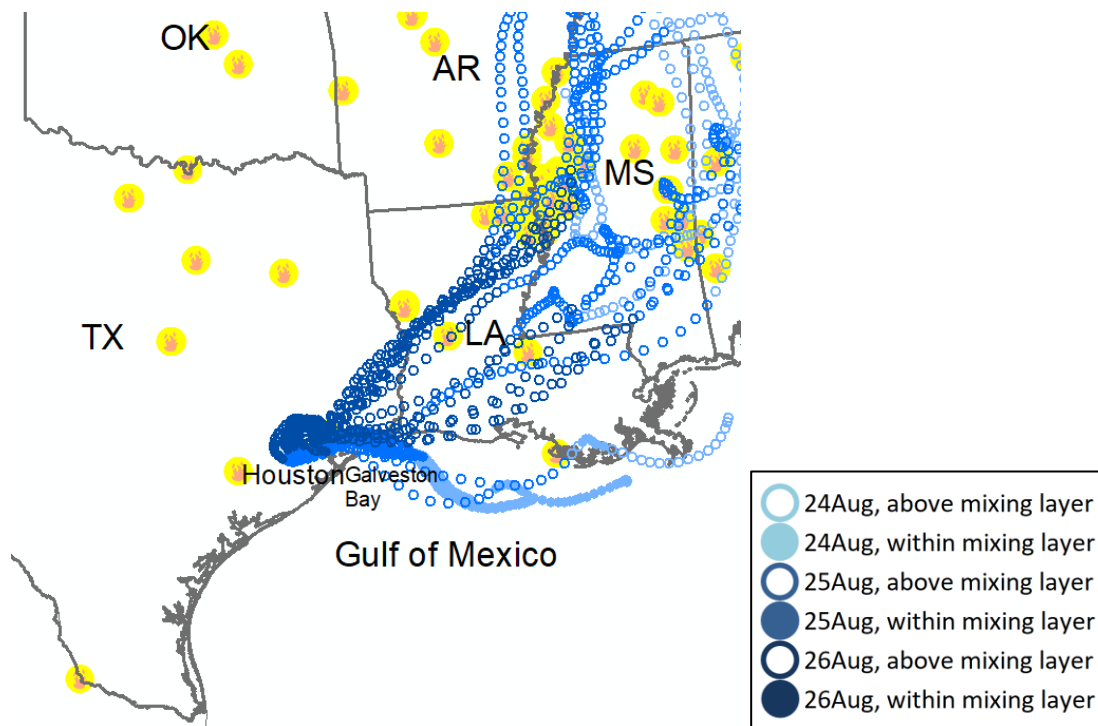 OK
AR
MS
TX
LA
Houston
Galveston
Bay
Gulf of Mexico
24Aug, above mixing layer
24Aug, within mixing layer
25Aug, above mixing layer
25Aug, within mixing layer
26Aug, above mixing layer
26Aug, within mixing layer